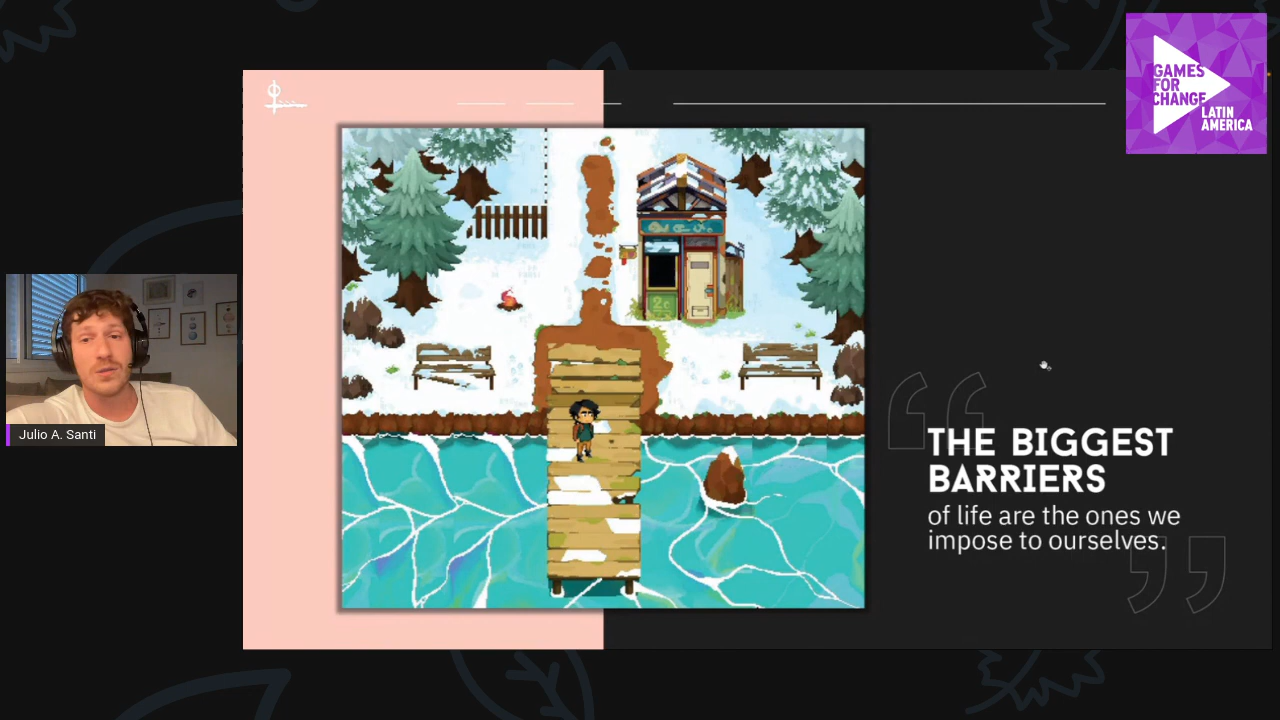 GAMES
FOR
CHANGE
LATIN
AMERICA
THE BIGGEST
BARRIERS
of life are the ones we
impose to ourselves.
Julio A. Santi